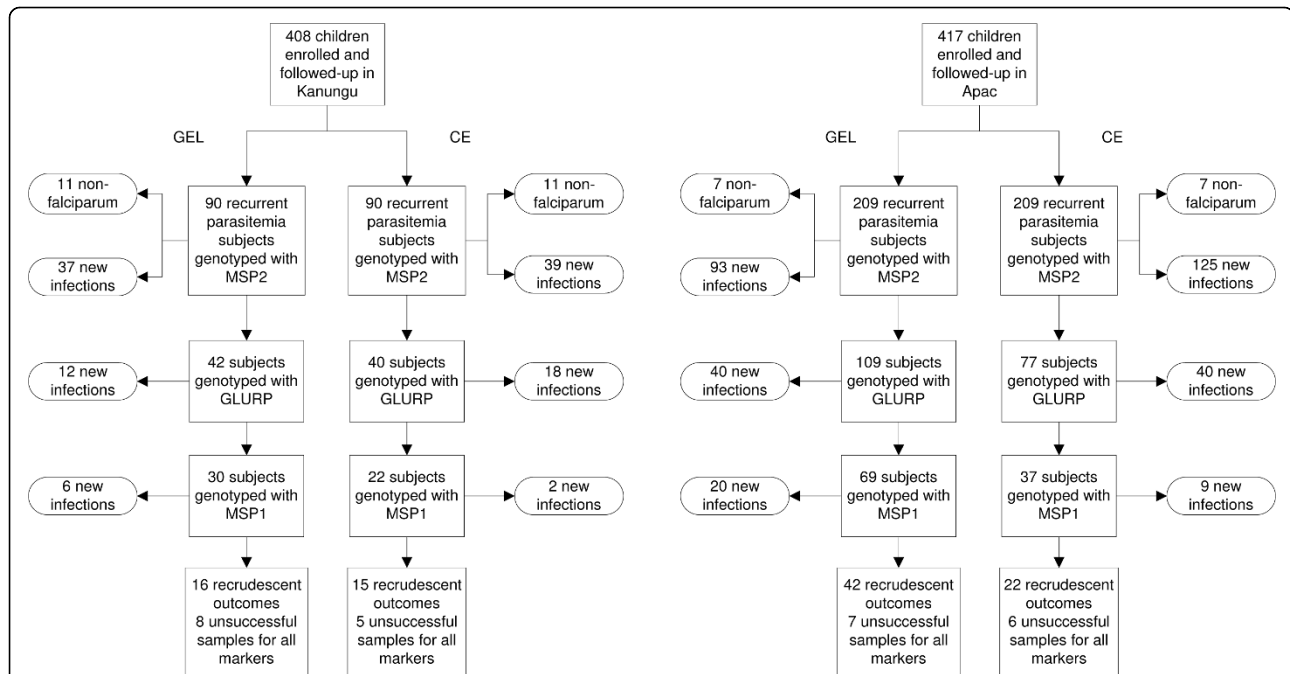 408 children
enrolled and
followed-up in
Kanungu
GEL
CE
11 non-
falciparum
37 new
infections
90 recurrent
parasitemia
subjects
genotyped with
MSP2
90 recurrent
parasitemia
subjects
genotyped with
MSP2
11 non-
falciparum
39 new
infections
12 new
infections
42 subjects
genotyped with
GLURP
40 subjects
genotyped with
GLURP
18 new
infections
6 new
infections
30 subjects
genotyped with
MSP1
22 subjects
genotyped with
MSP1
2 new
infections
16 recrudescent
outcomes
8 unsuccessful
samples for all
markers
15 recrudescent
outcomes
5 unsuccessful
samples for all
markers
417 children
enrolled and
followed-up in
Apac
GEL
CE
7 non-
falciparum
93 new
infections
209 recurrent
parasitemia
subjects
genotyped with
MSP2
209 recurrent
parasitemia
subjects
genotyped with
MSP2
7 non-
falciparum
125 new
infections
40 new
infections
109 subjects
genotyped with
GLURP
77 subjects
genotyped with
GLURP
40 new
infections
20 new
infections
69 subjects
genotyped with
MSP1
37 subjects
genotyped with
MSP1
9 new
infections
42 recrudescent
outcomes
7 unsuccessful
samples for all
markers
22 recrudescent
outcomes
6 unsuccessful
samples for all
markers